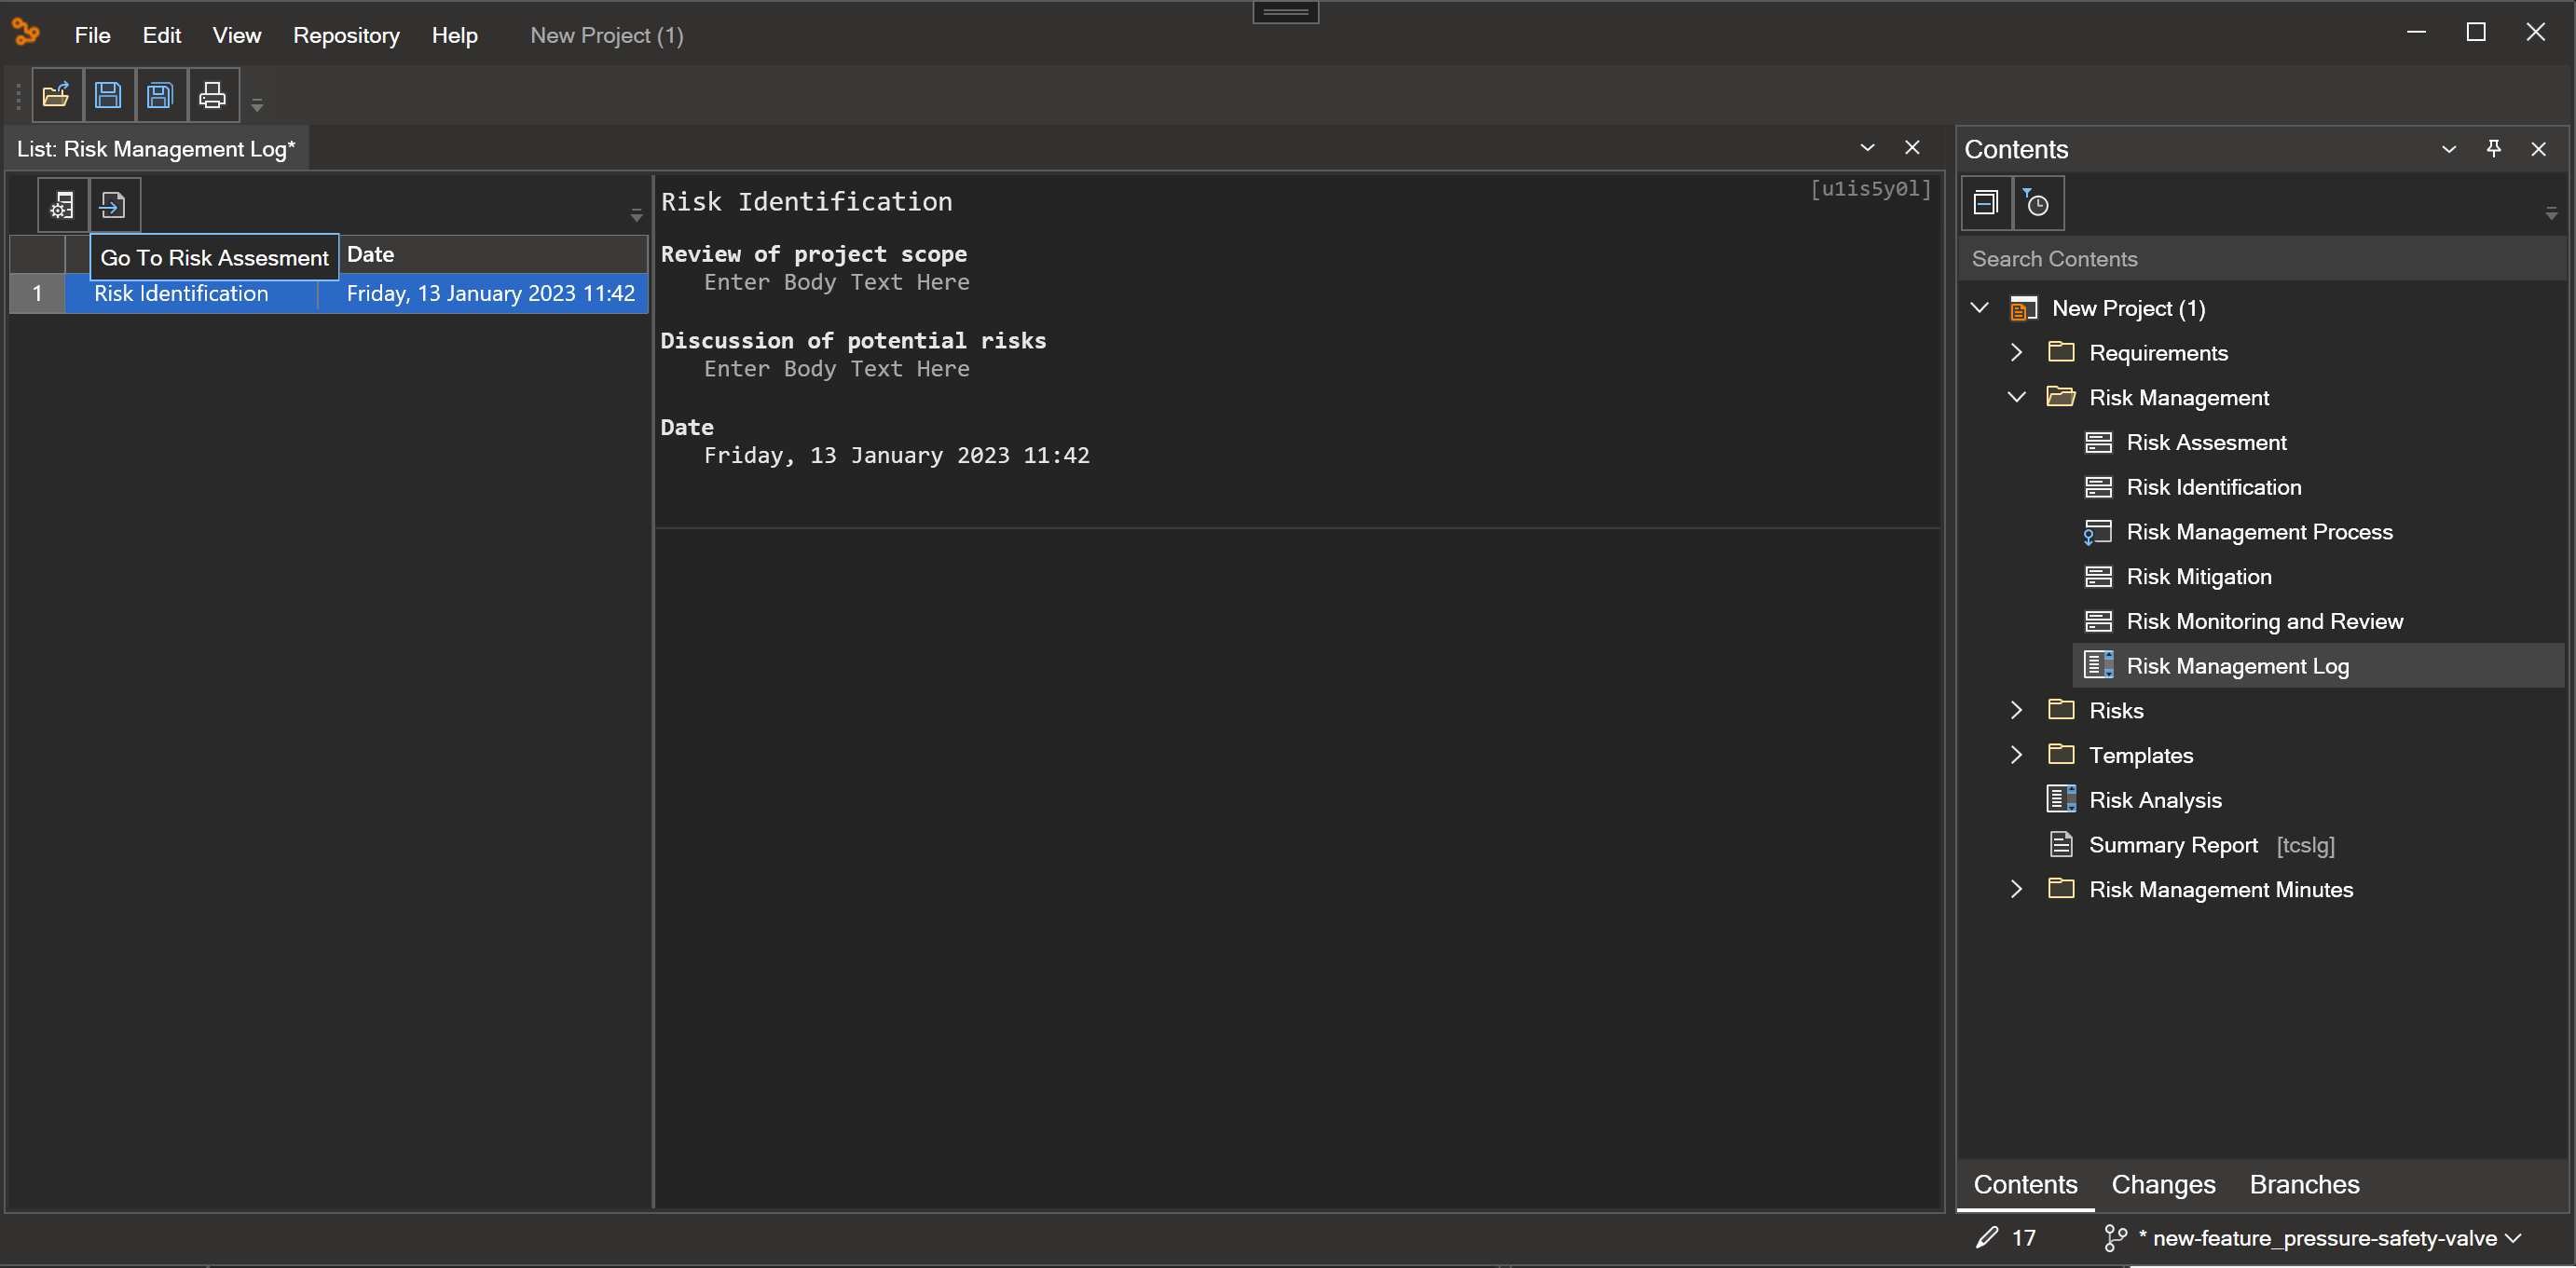 File Edit View Repository Help New Project (1)
List: Risk Management Log*
Go To Risk Assesment
Date
1 Risk Identification Friday, 13 January 2023 11:42
Risk Identification [u1is5y0l]
Review of project scope
Enter Body Text Here
Discussion of potential risks
Enter Body Text Here
Date
Friday, 13 January 2023 11:42
Contents
Search Contents
New Project (1)
Requirements
Risk Management
Risk Assesment
Risk Identification
Risk Management Process
Risk Mitigation
Risk Monitoring and Review
Risk Management Log
Risks
Templates
Risk Analysis
Summary Report [tcslg]
Risk Management Minutes
Contents Changes Branches
17 * new-feature_pressure-safety-valve